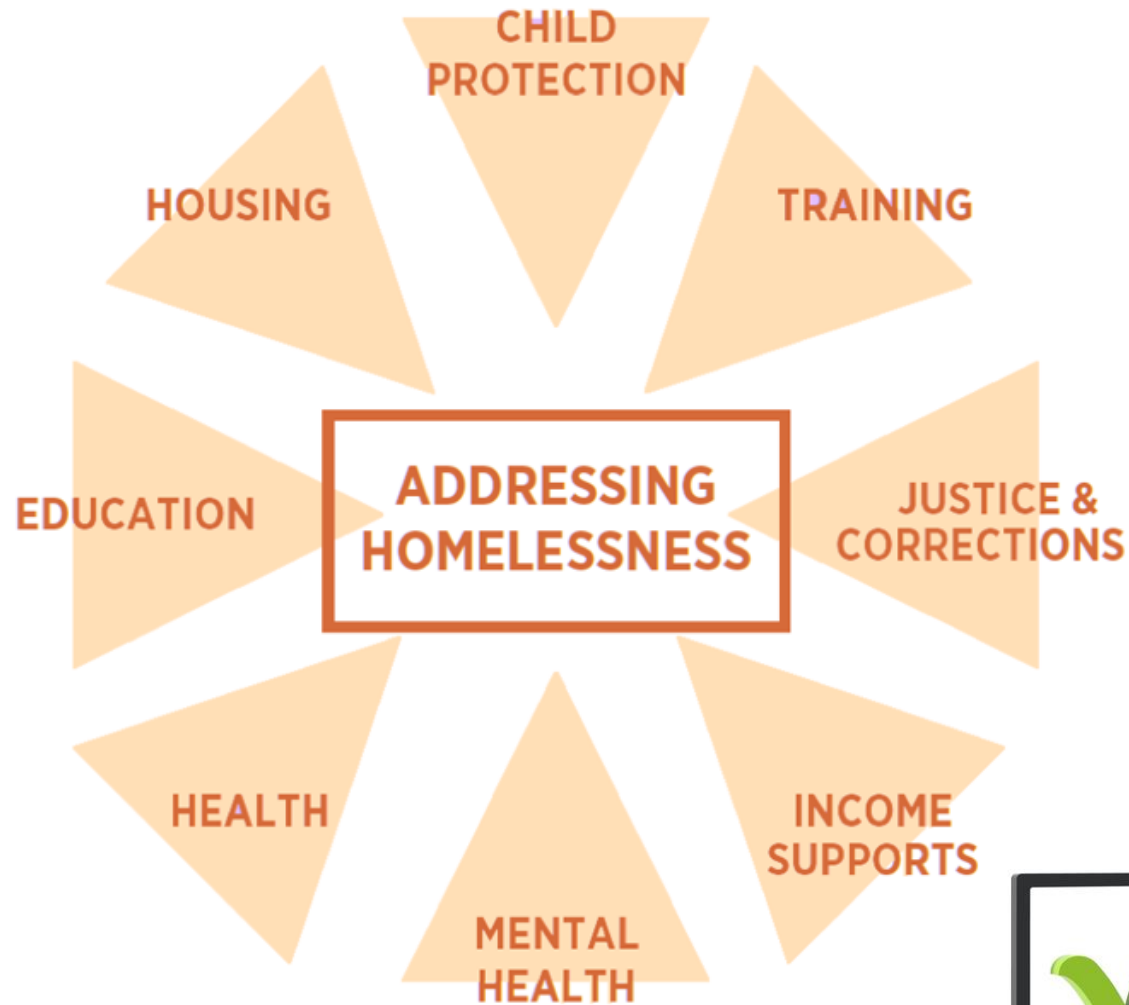 CHILD
PROTECTION
HOUSING
TRAINING
EDUCATION
ADDRESSING
HOMELESSNESS
JUSTICE &
CORRECTIONS
HEALTH
INCOME
SUPPORTS
MENTAL
HEALTH